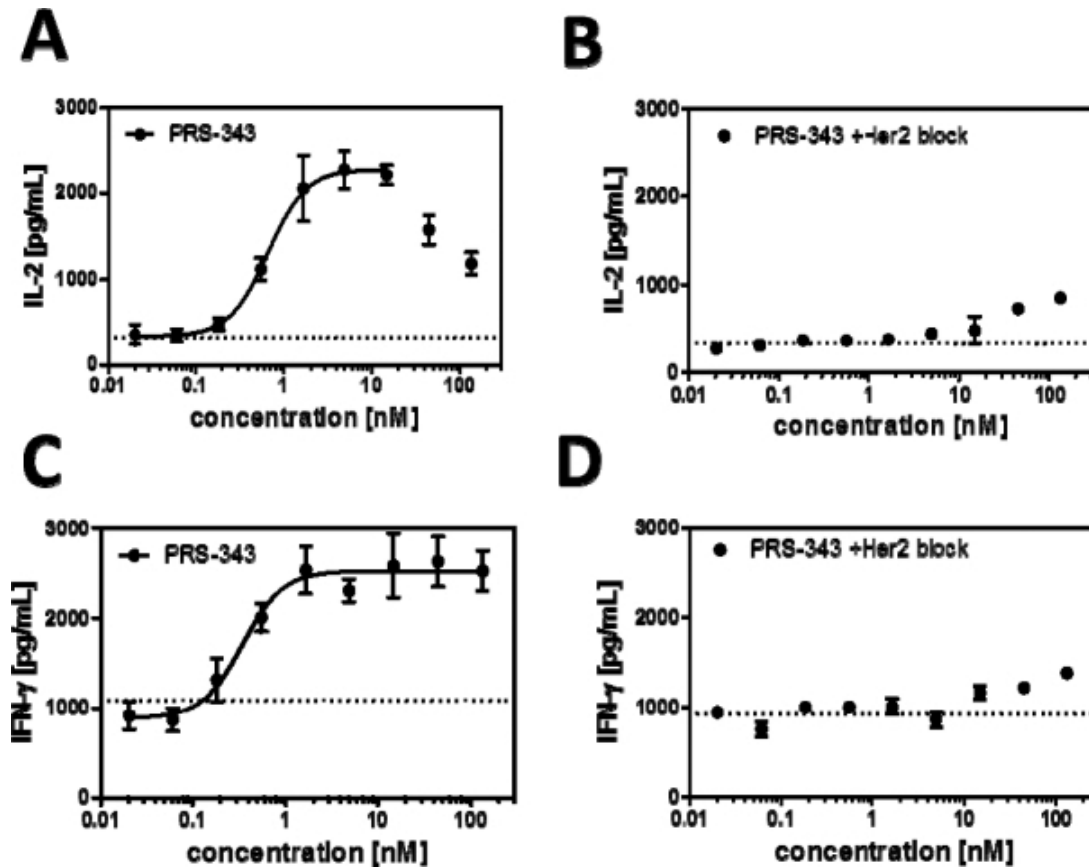 A
B
3000
2000
1000
0
IL-2 [pg/mL]
PRS-343
0.01 0.1 1 10 100
concentration [nM]
3000
2000
1000
0
IL-2 [pg/mL]
PRS-343 +Her2 block
0.01 0.1 1 10 100
concentration [nM]
C
D
3000
2000
1000
0
IFN-γ [pg/mL]
PRS-343
0.01 0.1 1 10 100
concentration [nM]
3000
2000
1000
0
IFN-γ [pg/mL]
PRS-343 +Her2 block
0.01 0.1 1 10 100
concentration [nM]